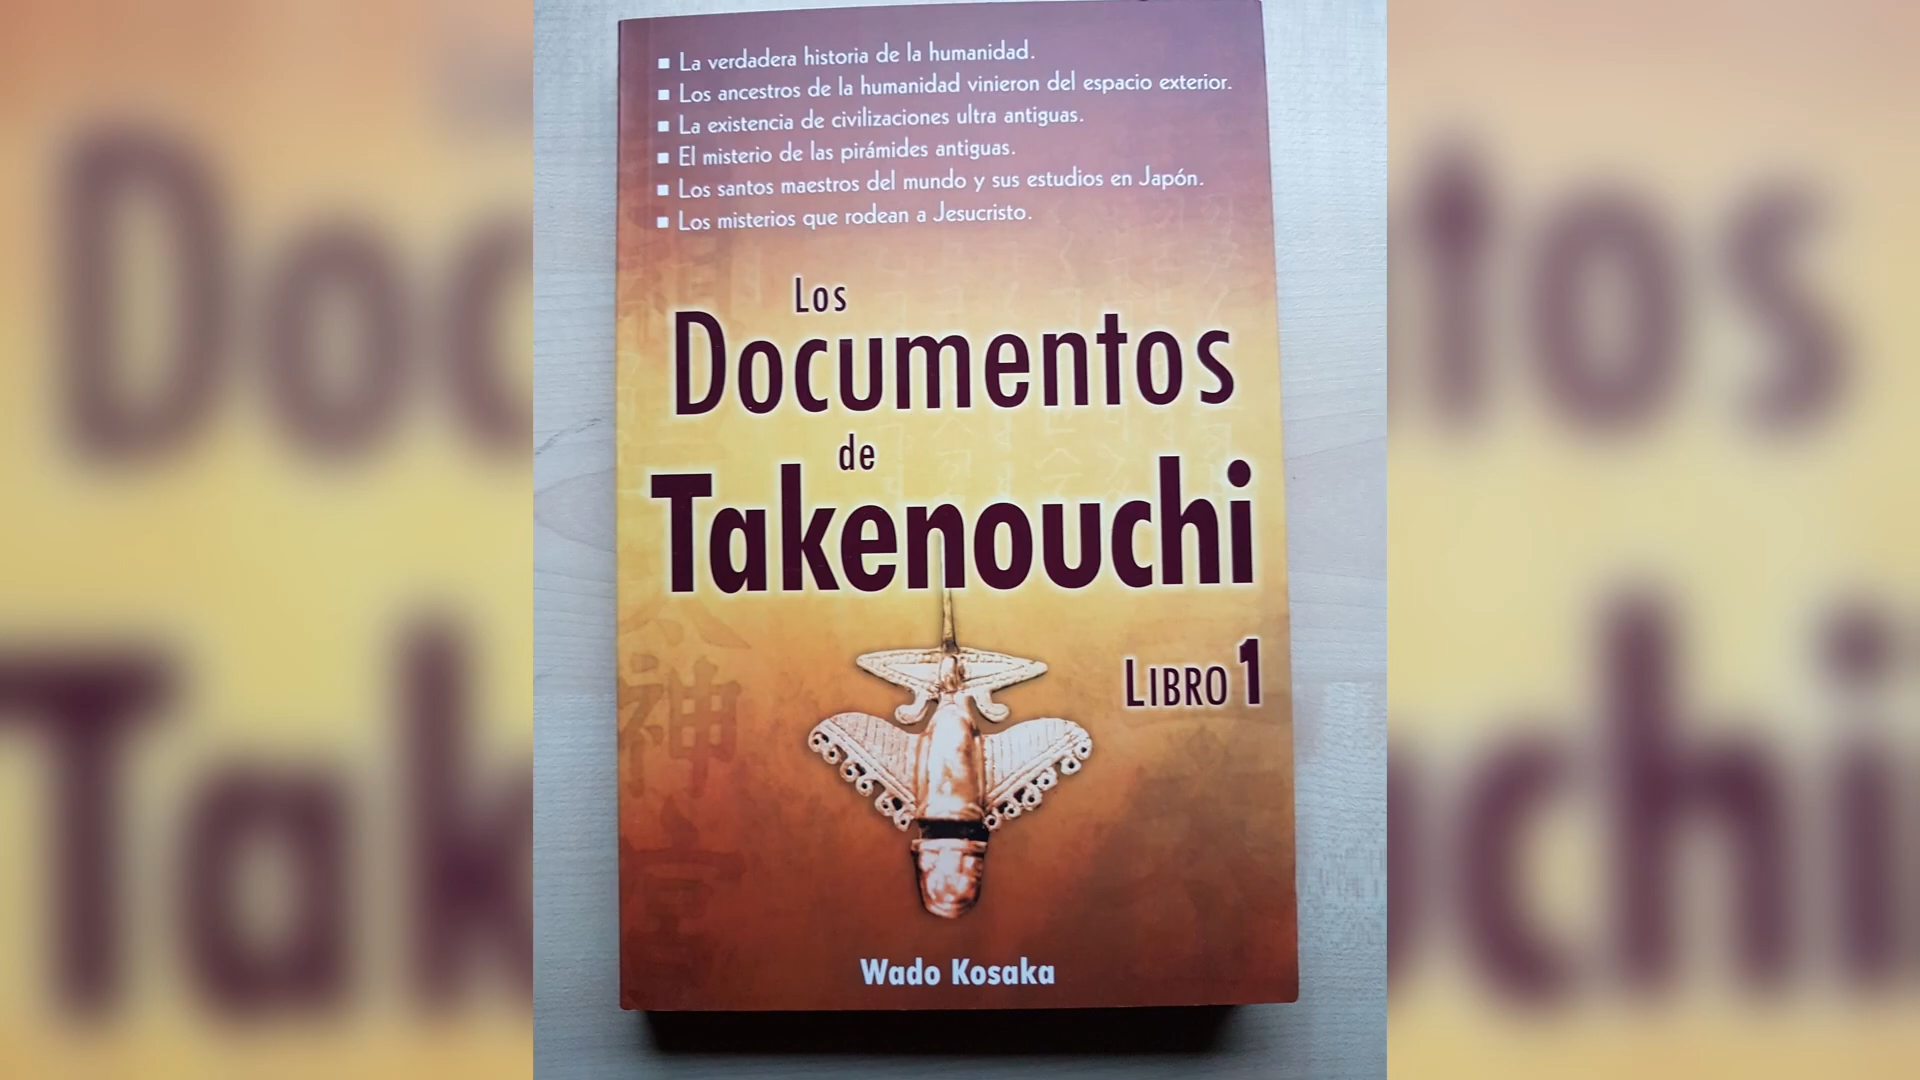 ▪ La verdadera historia de la humanidad.
▪ Los ancestros de la humanidad vinieron del espacio exterior.
▪ La existencia de civilizaciones ultra antiguas.
▪ El misterio de las pirámides antiguas.
▪ Los santos maestros del mundo y sus estudios en Japón.
▪ Los misterios que rodean a Jesucristo.
Los
Documentos
de
Takenouchi
LIBRO 1
神
宮
Wado Kosaka